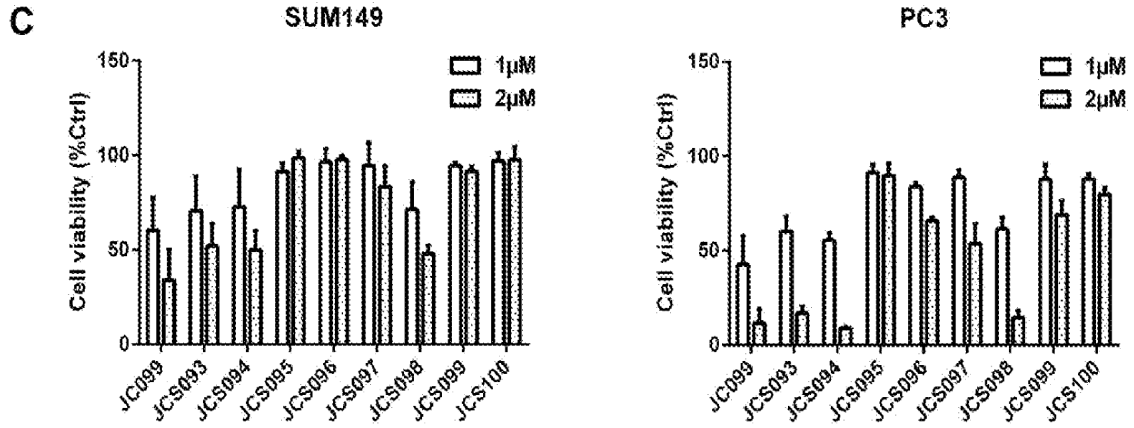 C
SUM149
150
100
50
0
Cell viability (%Ctrl)
1µM
2µM
JC099
JCS093
JCS094
JCS095
JCS096
JCS097
JCS098
JCS099
JCS100
PC3
150
100
50
0
Cell viability (%Ctrl)
1µM
2µM
JC099
JCS093
JCS094
JCS095
JCS096
JCS097
JCS098
JCS099
JCS100